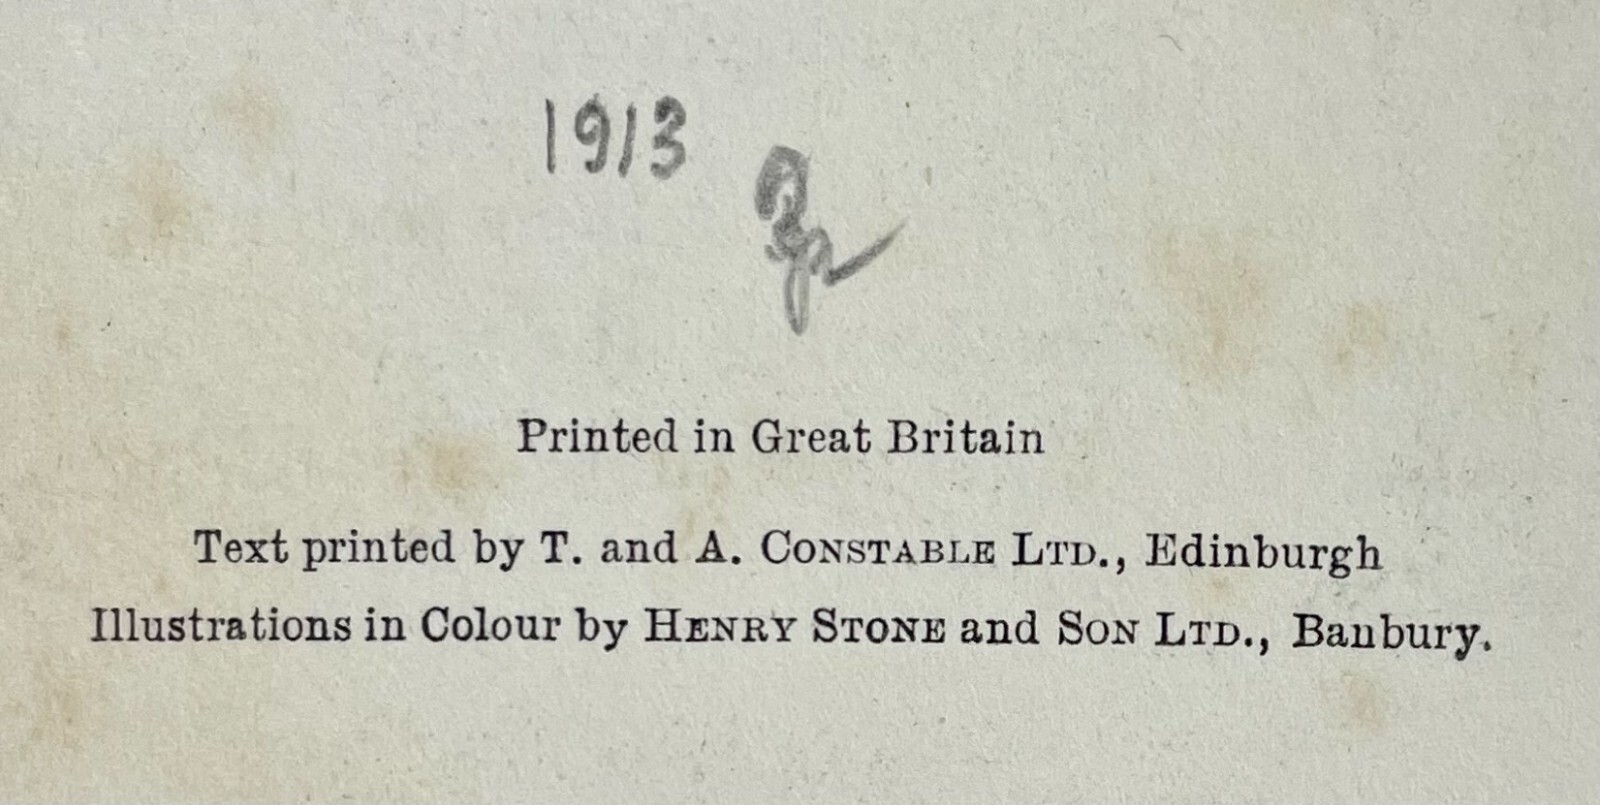 1913
Printed in Great Britain
Text printed by T. and A. CONSTABLE LTD., Edinburgh
Illustrations in Colour by HENRY STONE and SON LTD., Banbury.